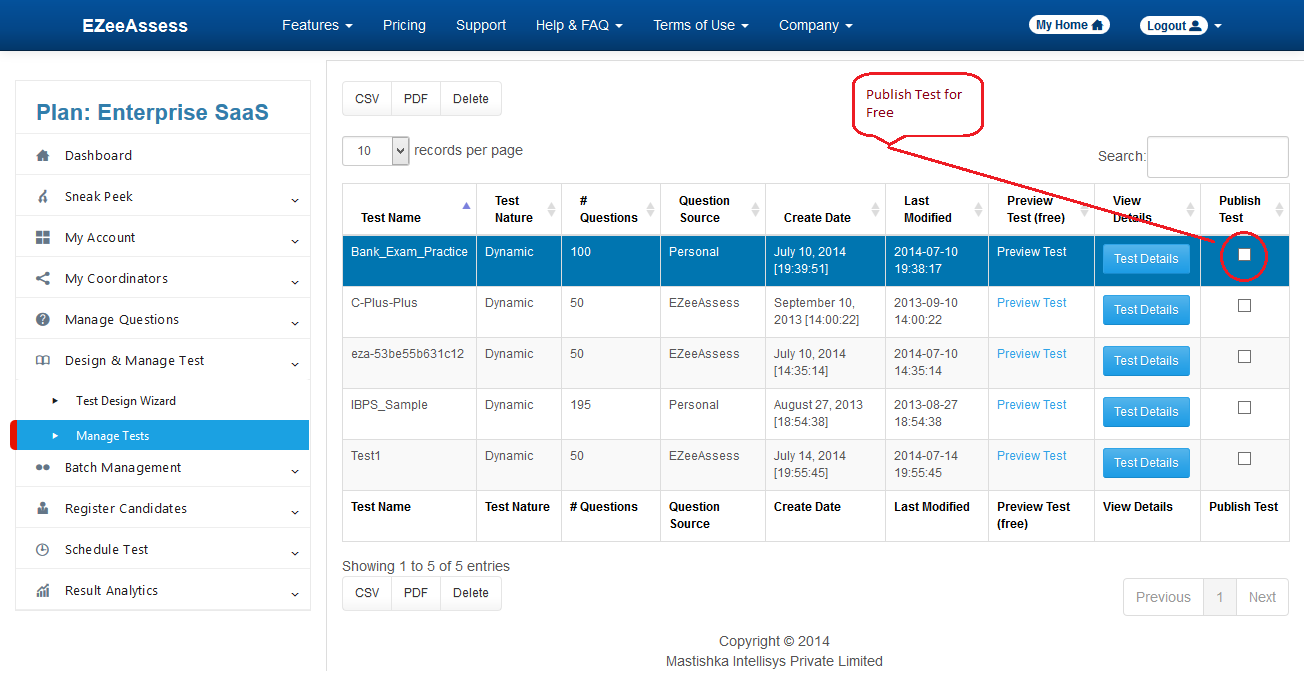 EZeeAssess
Features
Pricing
Support
Help & FAQ
Terms of Use
Company
My Home
Logout
Plan: Enterprise SaaS
Dashboard
Sneak Peek
My Account
My Coordinators
Manage Questions
Design & Manage Test
Test Design Wizard
Manage Tests
Batch Management
Register Candidates
Schedule Test
Result Analytics
CSV PDF Delete
Publish Test for
Free
10 records per page
Search:
Test Name
Test
Nature
#
Questions
Question
Source
Create Date
Last
Modified
Preview
Test (free)
View
Details
Publish
Test
Bank_Exam_Practice Dynamic 100 Personal July 10, 2014 2014-07-10 Preview Test Test Details
[19:39:51] 19:38:17
C-Plus-Plus Dynamic 50 EZeeAssess September 10, 2013-09-10 Preview Test Test Details
2013 [14:00:22] 14:00:22
eza-53be55b631c12 Dynamic 50 EZeeAssess July 10, 2014 2014-07-10 Preview Test Test Details
[14:35:14] 14:35:14
IBPS_Sample Dynamic 195 Personal August 27, 2013 2013-08-27 Preview Test Test Details
[18:54:38] 18:54:38
Test1 Dynamic 50 EZeeAssess July 14, 2014 2014-07-14 Preview Test Test Details
[19:55:45] 19:55:45
Test Name Test Nature # Questions Question Create Date Last Modified Preview Test View Details Publish Test
Source (free)
Showing 1 to 5 of 5 entries
CSV PDF Delete
Previous 1 Next
Copyright © 2014
Mastishka Intellisys Private Limited